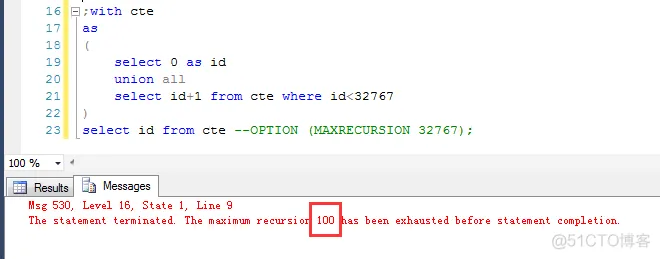 16 ;with cte
17 as
18 (
19 select 0 as id
20 union all
21 select id+1 from cte where id<32767
22 )
23 select id from cte --OPTION (MAXRECURSION 32767);
100 %
Results Messages
Msg 530, Level 16, State 1, Line 9
The statement terminated. The maximum recursion 100 has been exhausted before statement completion.
@51CTO博客